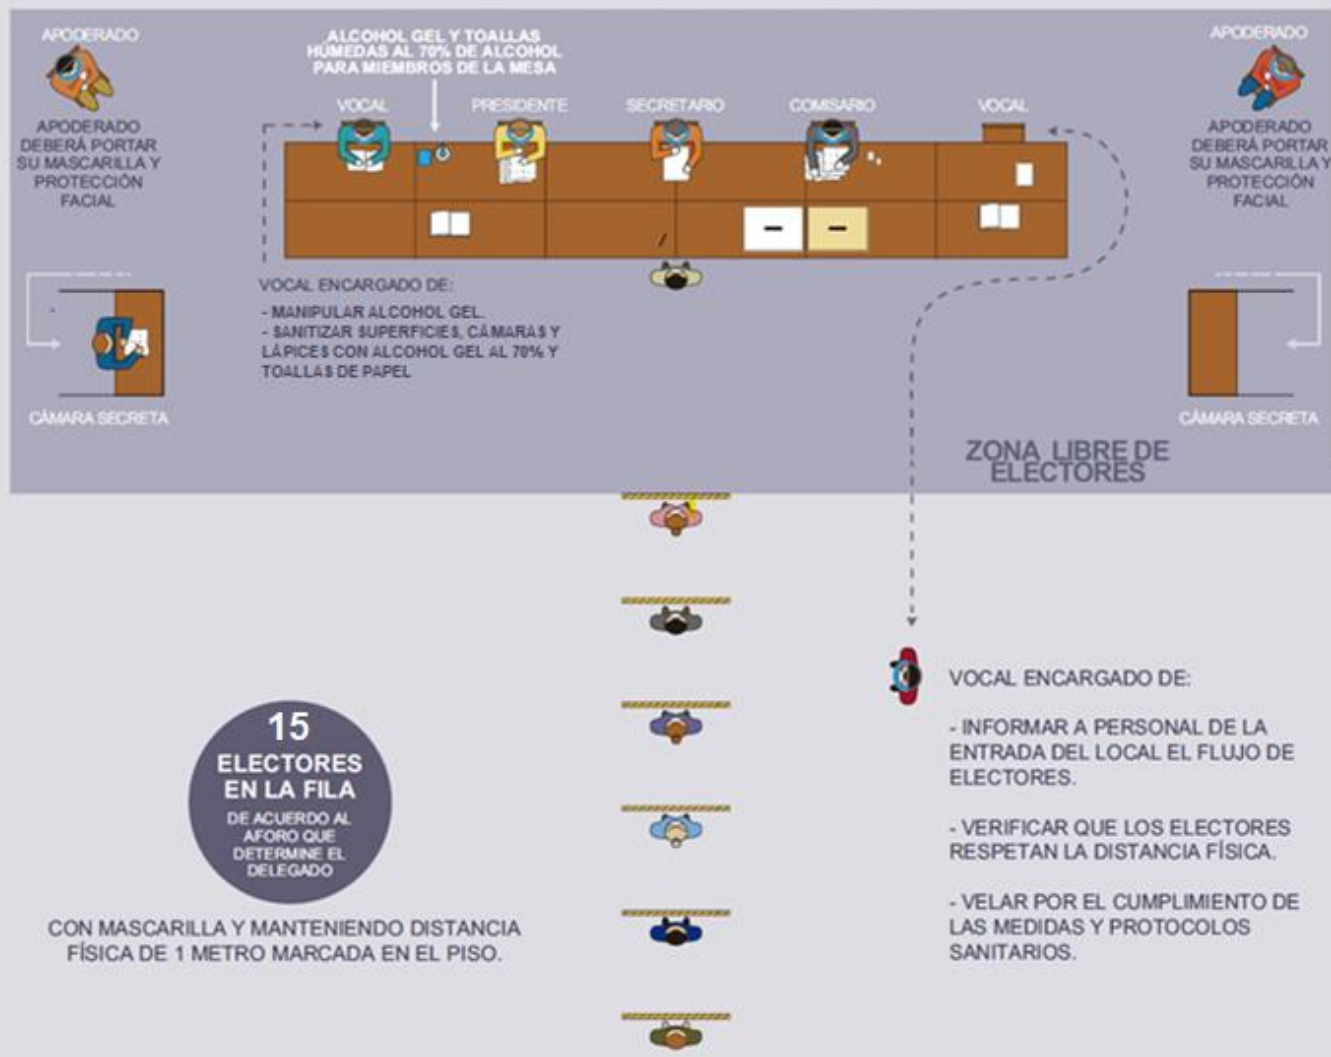 APODERADO
APODERADO
DEBERÁ PORTAR
SU MASCARILLA Y
PROTECCIÓN
FACIAL
ALCOHOL GEL Y TOALLAS
HÚMEDAS AL 70% DE ALCOHOL
PARA MIEMBROS DE LA MESA
VOCAL
PRESIDENTE
SECRETARIO
COMISARIO
VOCAL
APODERADO
APODERADO
DEBERÁ PORTAR
SU MASCARILLA Y
PROTECCIÓN
FACIAL
VOCAL ENCARGADO DE:
- MANIPULAR ALCOHOL GEL.
- SANITIZAR SUPERFICIES, CÁMARAS Y
LÁPICES CON ALCOHOL GEL AL 70% Y
TOALLAS DE PAPEL
CÁMARA SECRETA
CÁMARA SECRETA
ZONA LIBRE DE
ELECTORES
15
ELECTORES
EN LA FILA
DE ACUERDO AL
AFORO QUE
DETERMINE EL
DELEGADO
CON MASCARILLA Y MANTENIENDO DISTANCIA
FÍSICA DE 1 METRO MARCADA EN EL PISO.
VOCAL ENCARGADO DE:
- INFORMAR A PERSONAL DE LA
ENTRADA DEL LOCAL EL FLUJO DE
ELECTORES.
- VERIFICAR QUE LOS ELECTORES
RESPETAN LA DISTANCIA FÍSICA.
- VELAR POR EL CUMPLIMIENTO DE
LAS MEDIDAS Y PROTOCOLOS
SANITARIOS.